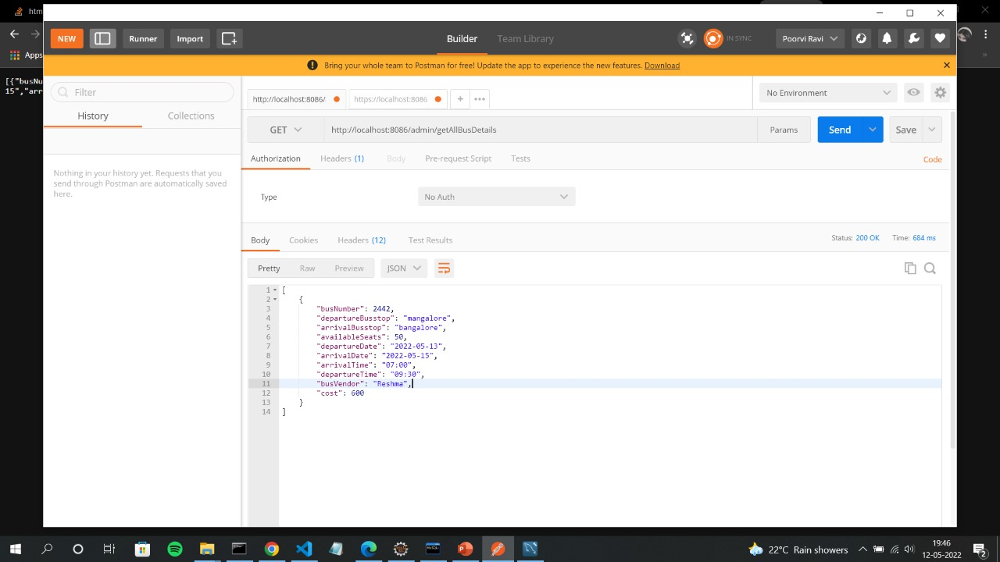 htm
NEW
Runner
Import
Builder
Team Library
IN SYNC
Poorvi Ravi
Apps
Bring your whole team to Postman for free! Update the app to experience the new features. Download
[{"busNu
15","arr
Filter
History
Collections
Nothing in your history yet. Requests that you
send through Postman are automatically saved
here.
http://localhost:8086/
https://localhost:8086
No Environment
GET
http://localhost:8086/admin/getAllBusDetails
Params
Send
Save
Authorization
Headers (1)
Body
Pre-request Script
Tests
Code
Type
No Auth
Body
Cookies
Headers (12)
Test Results
Status: 200 OK
Time: 684 ms
Pretty
Raw
Preview
JSON
1 [
2 {
3 "busNumber": 2442,
4 "departureBusstop": "mangalore",
5 "arrivalBusstop": "bangalore",
6 "availableSeats": 50,
7 "departureDate": "2022-05-13",
8 "arrivalDate": "2022-05-15",
9 "arrivalTime": "07:00",
10 "departureTime": "09:30",
11 "busVendor": "Reshma",
12 "cost": 600
13 }
14 ]
22°C Rain showers
19:46
12-05-2022
2